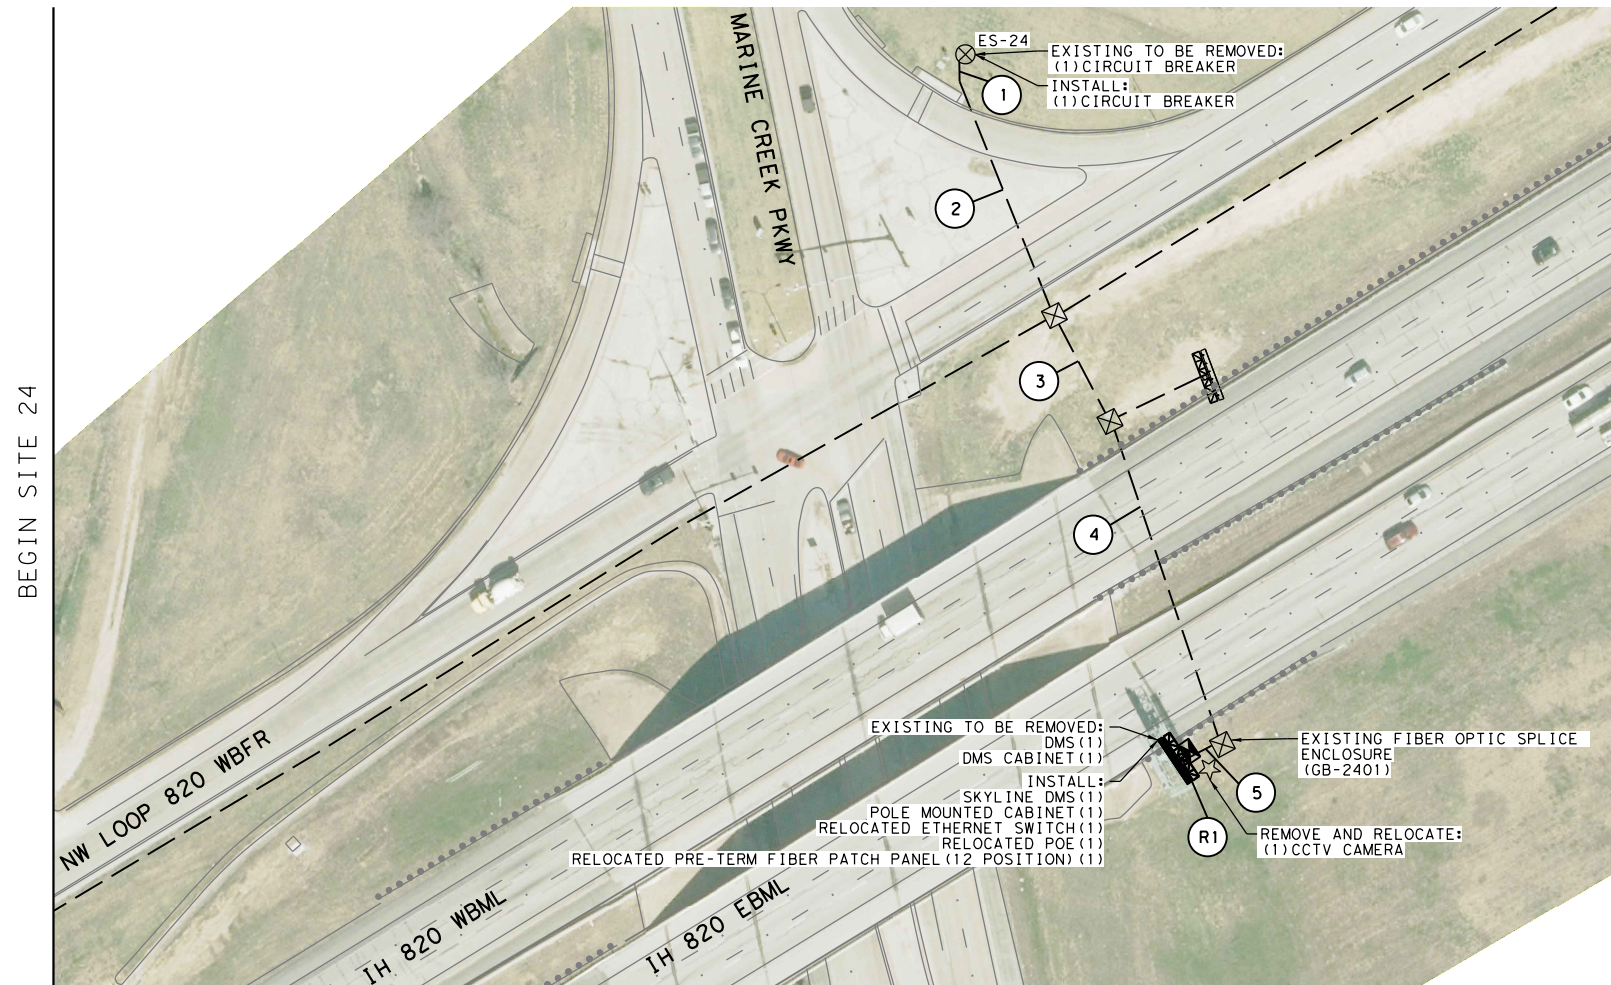 BEGIN SITE 24
MARINE CREEK PKWY
ES-24
EXISTING TO BE REMOVED:
(1)CIRCUIT BREAKER
INSTALL:
(1)CIRCUIT BREAKER
1
2
3
4
EXISTING TO BE REMOVED:
DMS(1)
DMS CABINET(1)
INSTALL:
SKYLINE DMS(1)
POLE MOUNTED CABINET(1)
RELOCATED ETHERNET SWITCH(1)
RELOCATED POE(1)
RELOCATED PRE-TERM FIBER PATCH PANEL(12 POSITION)(1)
EXISTING FIBER OPTIC SPLICE
ENCLOSURE
(GB-2401)
5
R1
REMOVE AND RELOCATE:
(1)CCTV CAMERA
NW LOOP 820 WBFR
IH 820 WBML
IH 820 EBML